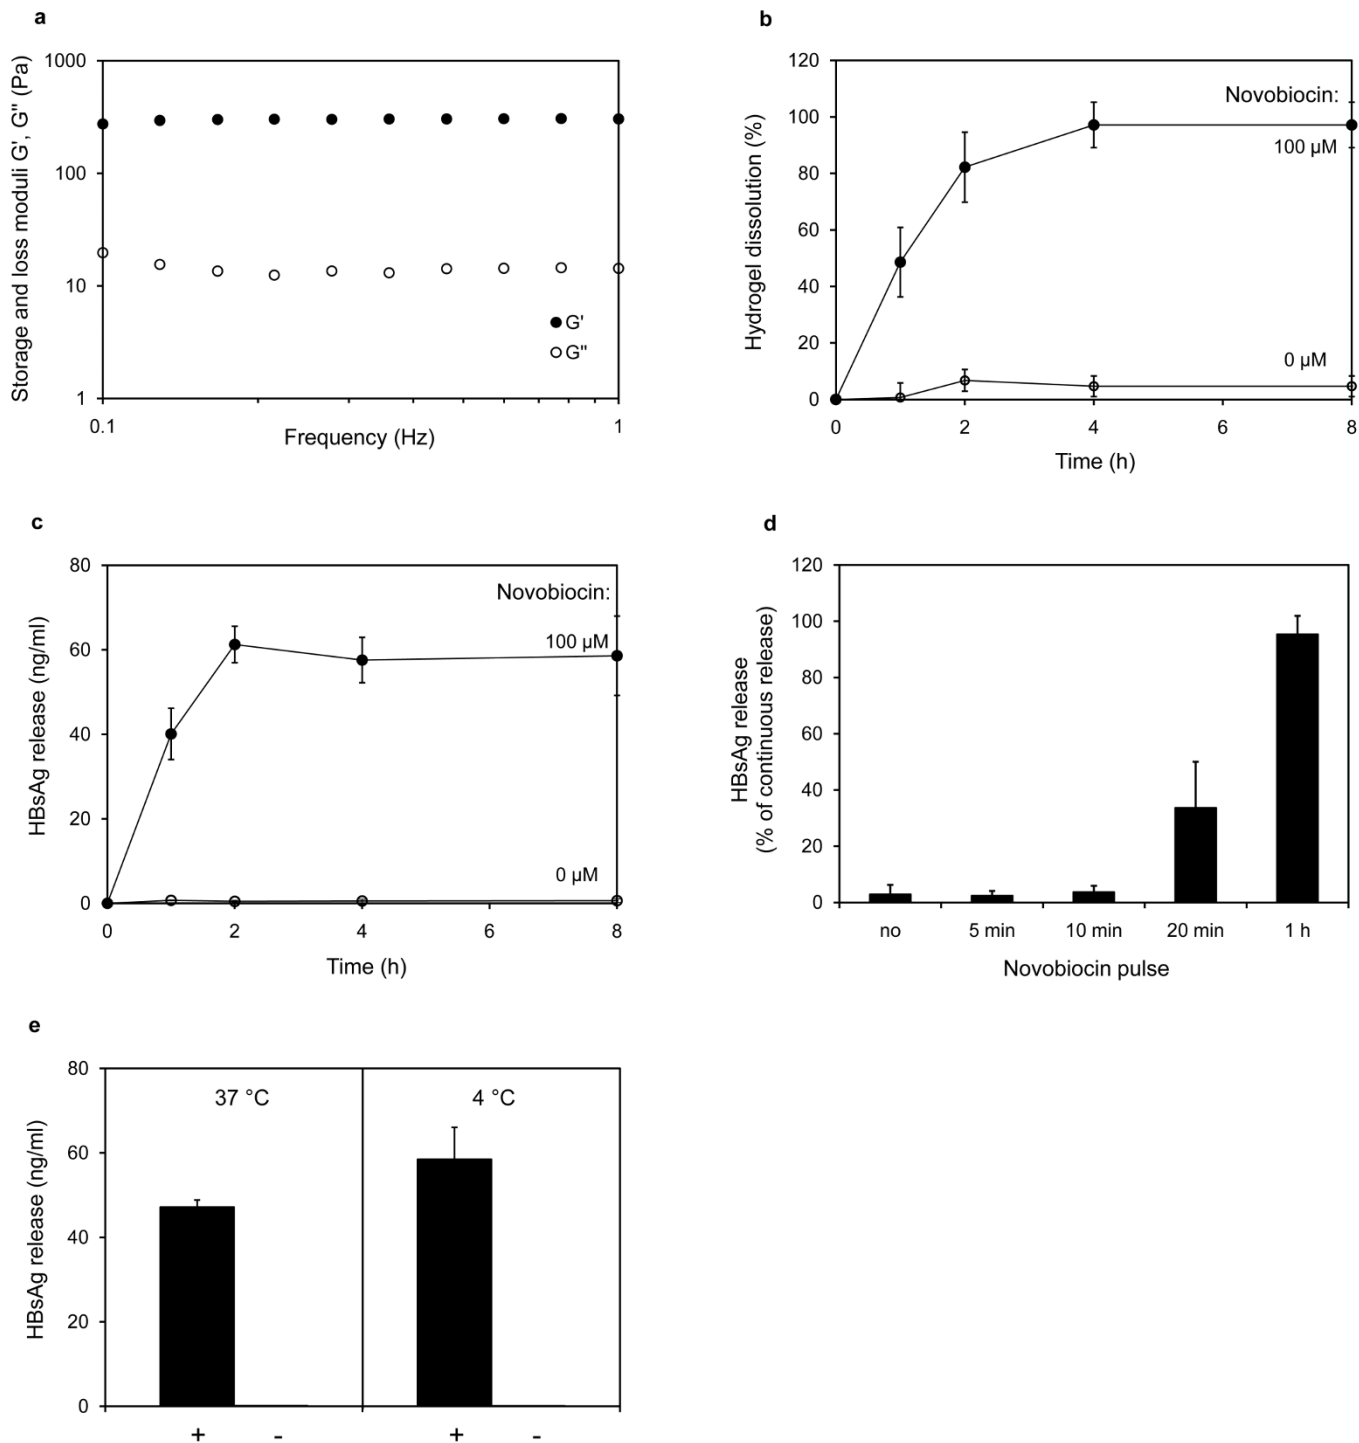 a
Storage and loss moduli G', G" (Pa)
1000
100
10
1
G'
G"
0.1
1
Frequency (Hz)
b
Hydrogel dissolution (%)
120
100
80
60
40
20
0
Novobiocin:
100 µM
0 µM
0
2
4
6
8
Time (h)
c
HBsAg release (ng/ml)
80
60
40
20
0
Novobiocin:
100 µM
0 µM
0
2
4
6
8
Time (h)
d
HBsAg release
(% of continuous release)
120
100
80
60
40
20
0
no
5 min
10 min
20 min
1 h
Novobiocin pulse
e
HBsAg release (ng/ml)
80
60
40
20
0
37 °C
4 °C
+
-
+
-